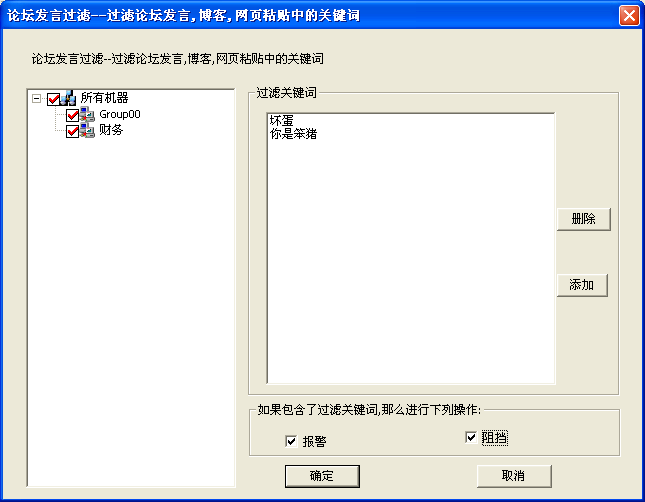 论坛发言过滤--过滤论坛发言,博客,网页粘贴中的关键词
论坛发言过滤--过滤论坛发言,博客,网页粘贴中的关键词
所有机器
Group00
财务
过滤关键词
坏蛋
你是笨猪
删除
添加
如果包含了过滤关键词,那么进行下列操作:
报警
阻挡
确定
取消